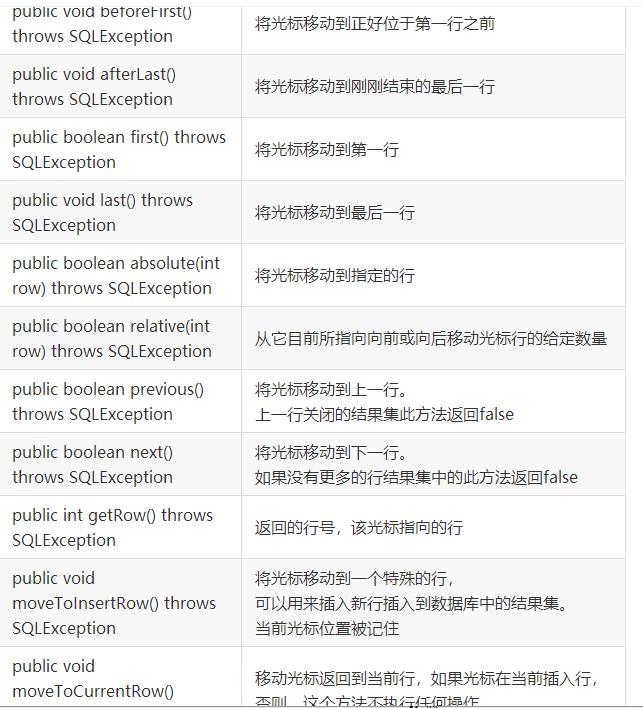 public void beforeFirst()
throws SQLException
将光标移动到正好位于第一行之前
public void afterLast()
throws SQLException
将光标移动到刚刚结束的最后一行
public boolean first() throws
SQLException
将光标移动到第一行
public void last() throws
SQLException
将光标移动到最后一行
public boolean absolute(int
row) throws SQLException
将光标移动到指定的行
public boolean relative(int
row) throws SQLException
从它目前所指向向前或向后移动光标行的给定数量
public boolean previous()
throws SQLException
将光标移动到上一行。
上一行关闭的结果集此方法返回false
public boolean next()
throws SQLException
将光标移动到下一行。
如果没有更多的行结果集中的此方法返回false
public int getRow() throws
SQLException
返回的行号，该光标指向的行
public void
moveToInsertRow() throws
SQLException
将光标移动到一个特殊的行，
可以用来插入新行插入到数据库中的结果集。
当前光标位置被记住
public void
moveToCurrentRow()
移动光标返回到当前行，如果光标在当前插入行，
否则，这个方法不执行任何操作